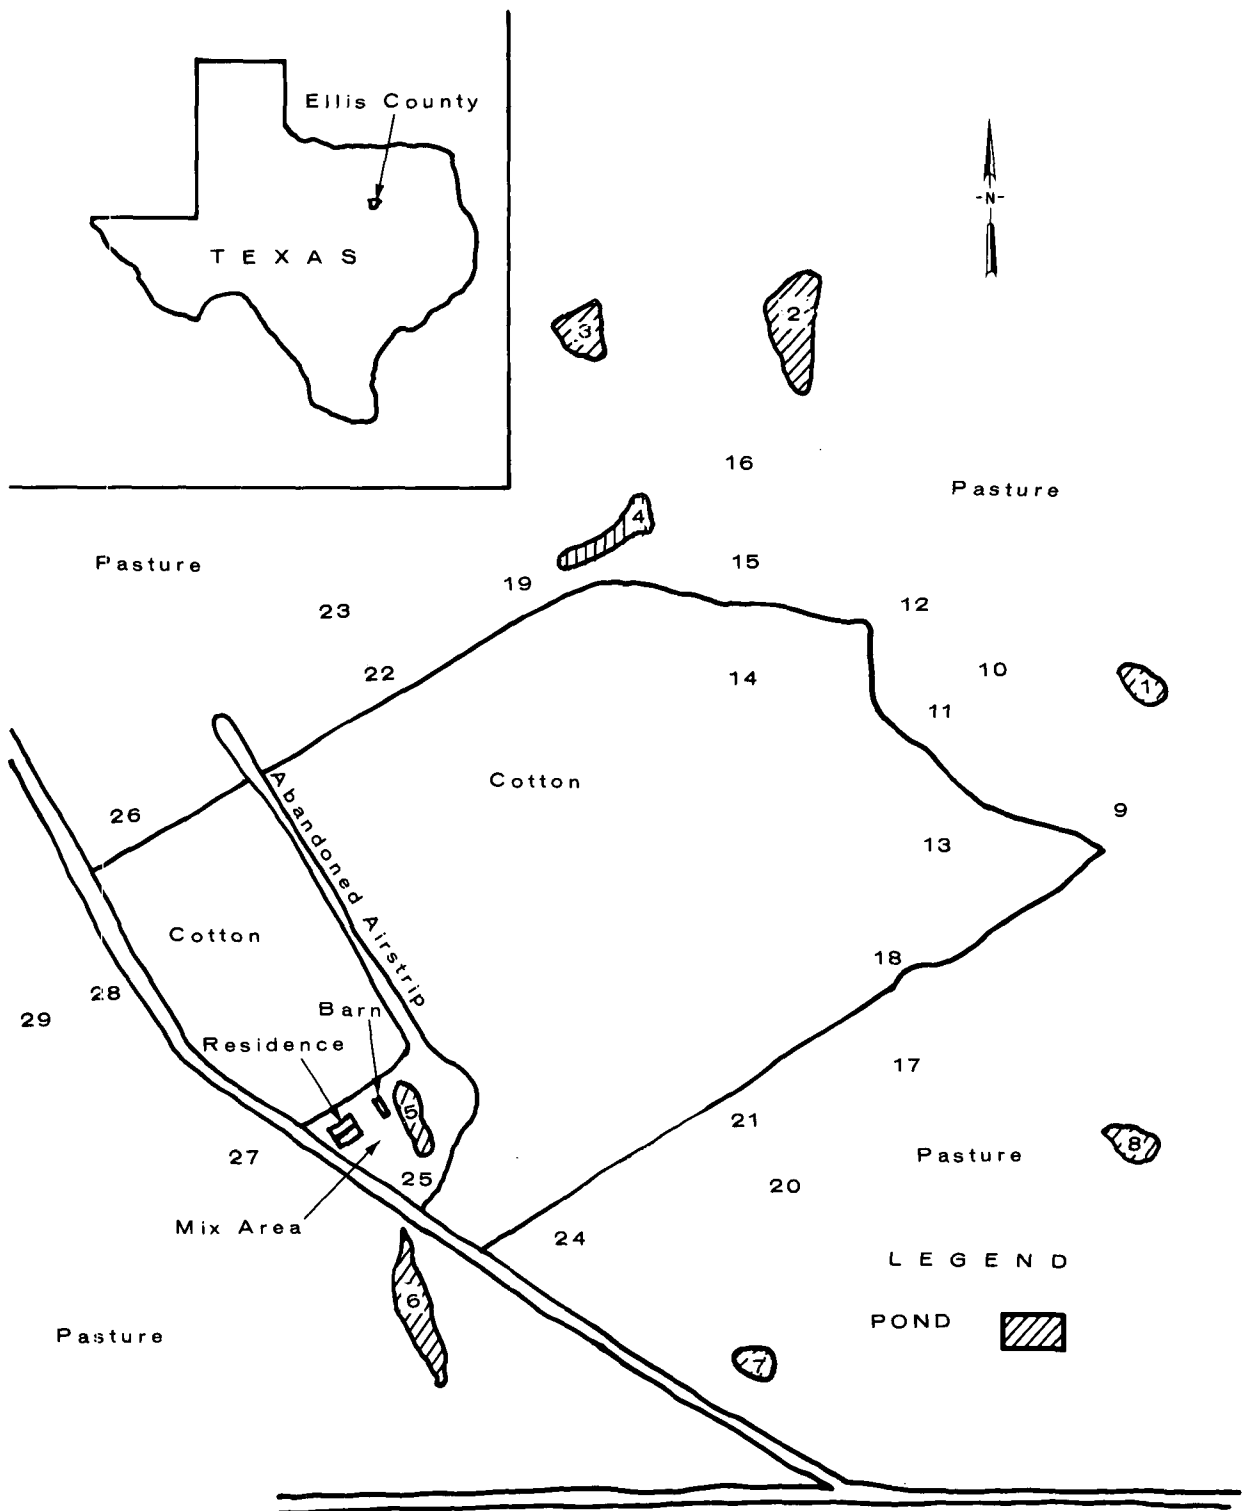 Ellis County
TEXAS
-N-
3
2
16
Pasture
4
Pasture
15
19
12
23
10
22
14
1
11
Cotton
Abandoned Airstrip
9
26
13
Cotton
18
28
Barn
29
Residence
17
5
21
8
27
Pasture
25
20
Mix Area
24
LEGEND
6
POND
Pasture
7